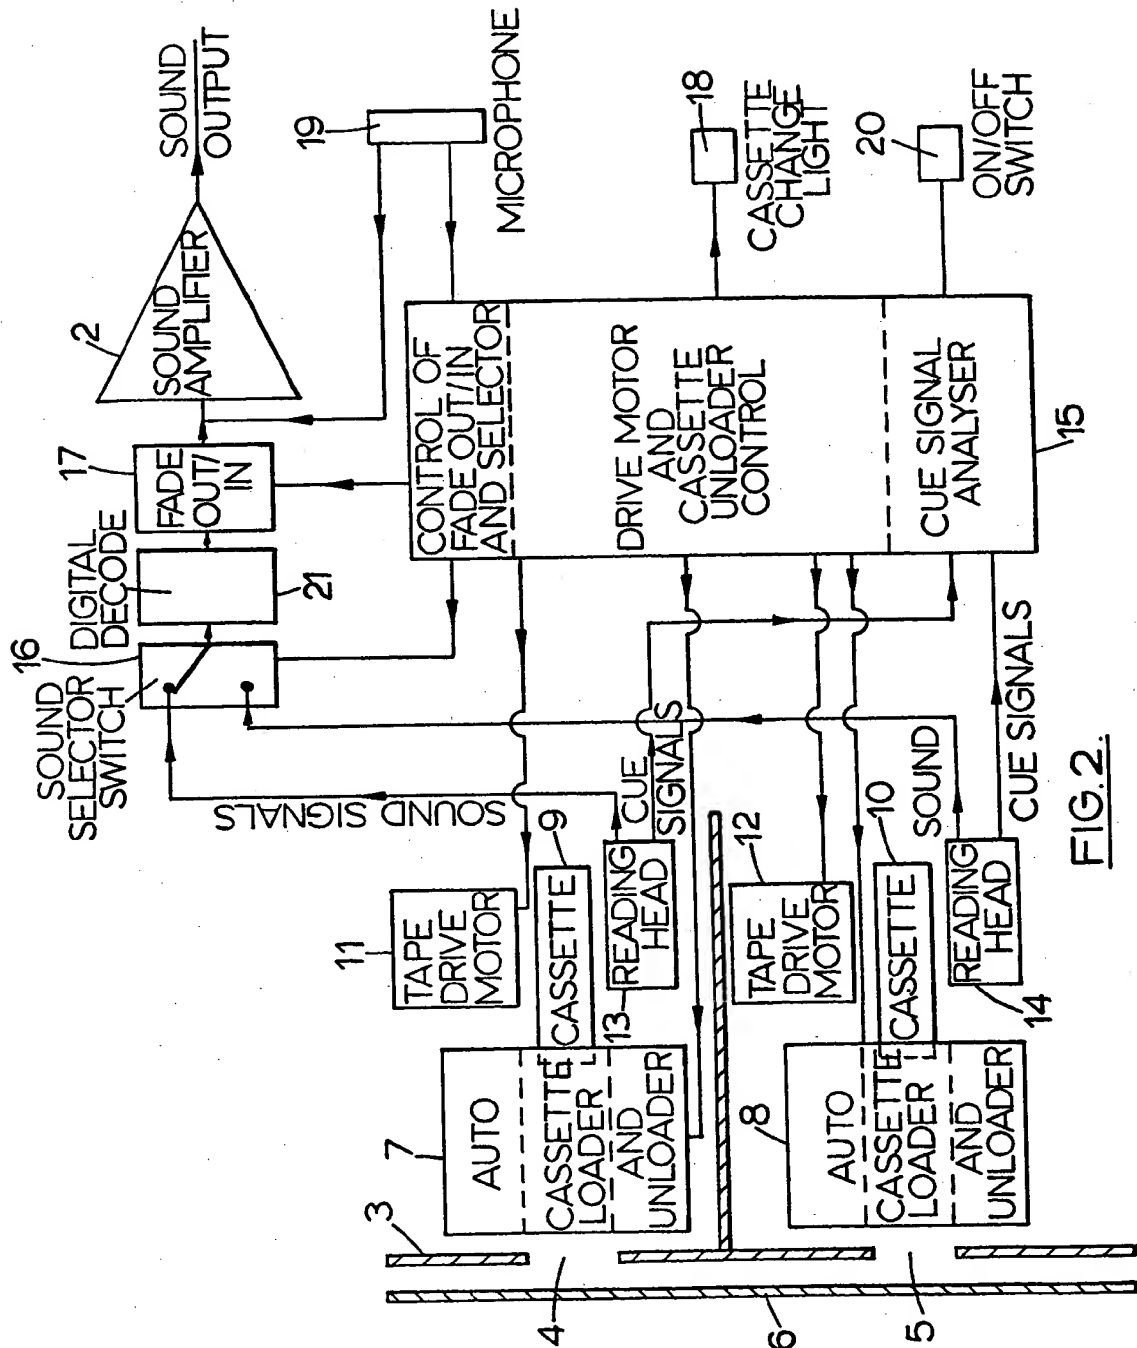 SOUND
OUTPUT
2
SOUND
AMPLIFIER
19
MICROPHONE
17
FADE
OUT/
IN
DIGITAL
DECODE
21
16
SOUND
SELECTOR
SWITCH
CONTROL OF
FADE OUT/IN
AND SELECTOR
DRIVE MOTOR
AND
CASSETTE
UNLOADER
CONTROL
CUE SIGNAL
ANALYSER
15
18
CASSETTE
CHANGE
LIGHT
20
ON/OFF
SWITCH
SOUND SIGNALS
CUE
SIGNALS
SOUND
CUE SIGNALS
11
TAPE
DRIVE
MOTOR
9
CASSETTE
13
READING
HEAD
12
TAPE
DRIVE
MOTOR
10
CASSETTE
READING
HEAD
14
7
AUTO
CASSETTE
LOADER
AND
UNLOADER
8
AUTO
CASSETTE
LOADER
AND
UNLOADER
3
4
6
5
FIG.2.